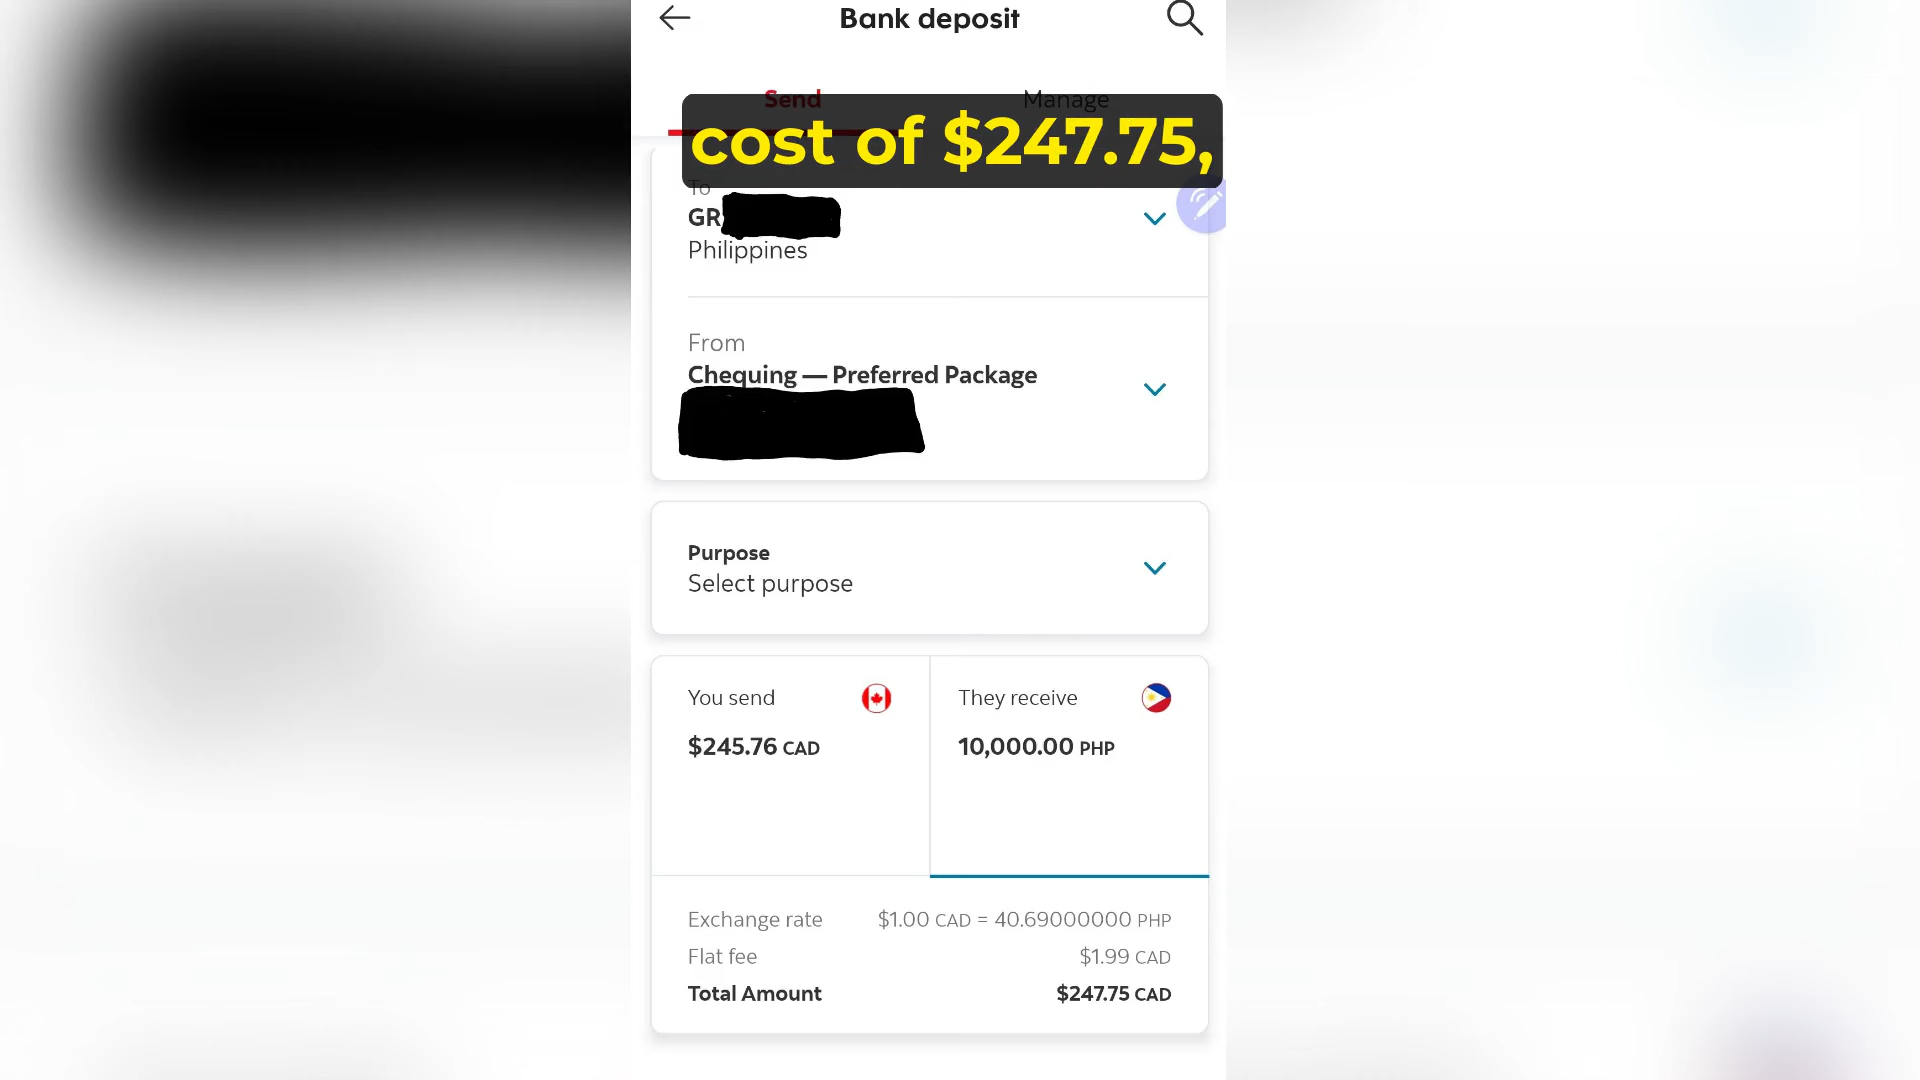 Bank deposit
Send
Manage
cost of $247.75,
To
GR
Philippines
From
Chequing — Preferred Package
Purpose
Select purpose
You send
They receive
$245.76 CAD
10,000.00 PHP
Exchange rate
$1.00 CAD = 40.69000000 PHP
Flat fee
$1.99 CAD
Total Amount
$247.75 CAD